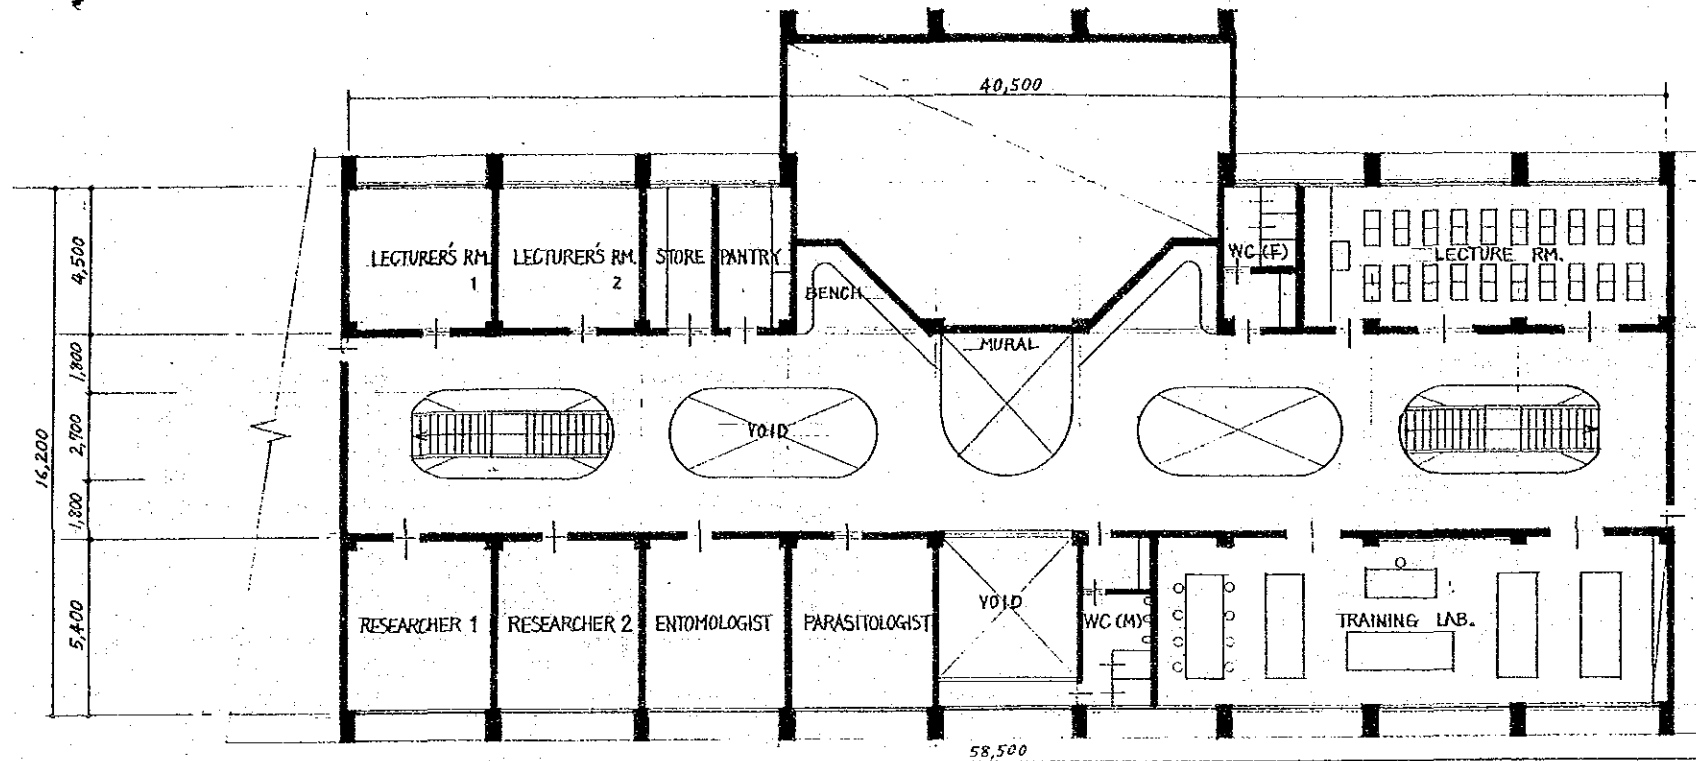 40,500
4,500
1,800
2,700
1,800
5,400
16,200
LECTURER'S RM.
1
LECTURER'S RM.
2
STORE
PANTRY
BENCH
MURAL
WC (F)
LECTURE RM.
VOID
RESEARCHER 1
RESEARCHER 2
ENTOMOLOGIST
PARASITOLOGIST
VOID
WC (M)
TRAINING LAB.
58,500